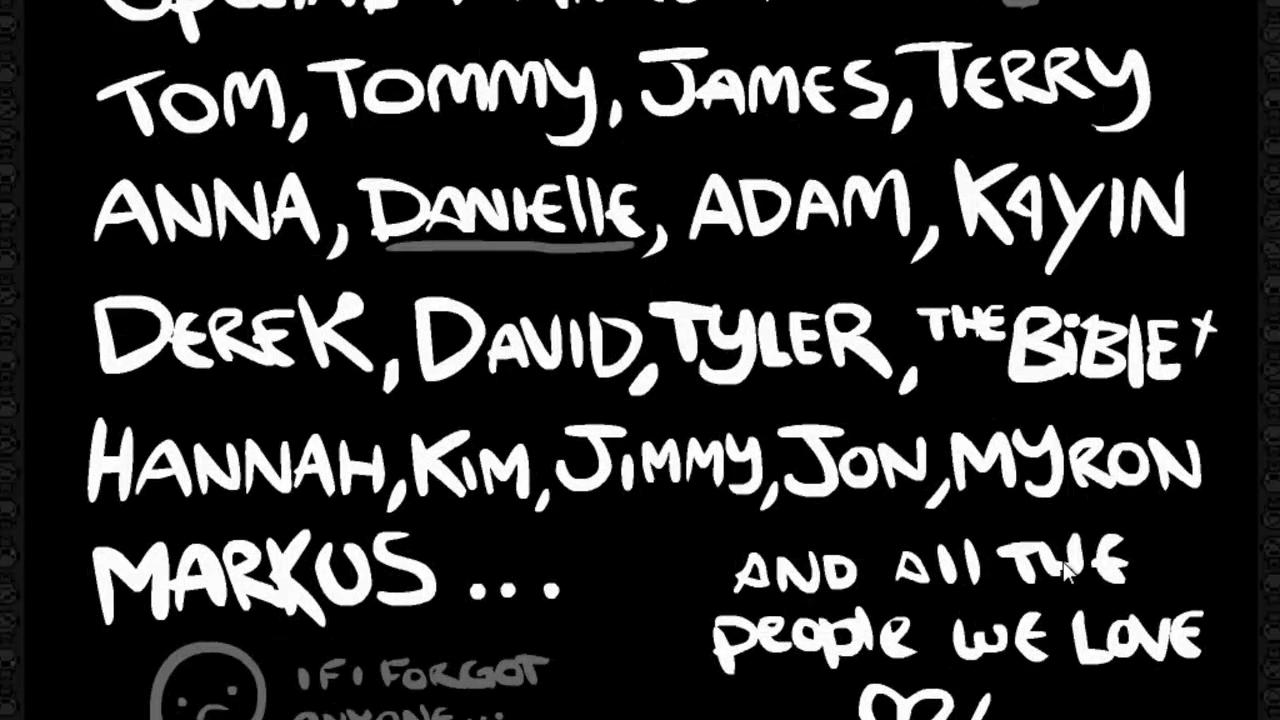 TOM, TOMMY, JAMES, TERRY
ANNA, DANIElle, ADAM, KAYIN
DEREK, DAVID, TYLER, THE BiBLE
HANNAH, KiM, JiMMY, JON, MYRON
MARKUS ...
AND All THE
people WE LOVE
IF I FORGOT
ANYONE...